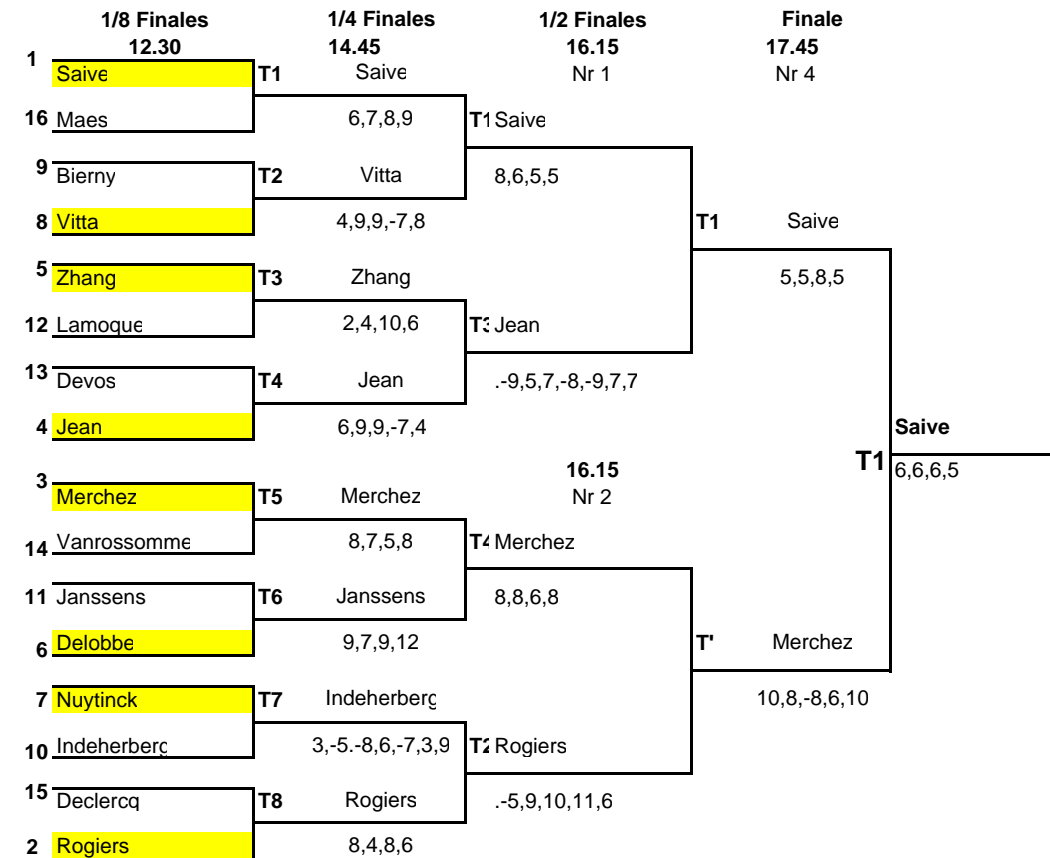 1/8 Finales 1/4 Finales 1/2 Finales Finale
12.30 14.45 16.15 17.45
1 Saive T1 Saive Nr 1 Nr 4
16 Maes 6,7,8,9 T1 Saive
9 Bierny T2 Vitta 8,6,5,5
8 Vitta 4,9,9,-7,8 T1 Saive
5 Zhang T3 Zhang 5,5,8,5
12 Lamoque 2,4,10,6 T3 Jean
13 Devos T4 Jean .-9,5,7,-8,-9,7,7
4 Jean 6,9,9,-7,4 Saive
16.15 T1 6,6,6,5
3 Merchez T5 Merchez Nr 2
14 Vanrossomme 8,7,5,8 T4 Merchez
11 Janssens T6 Janssens 8,8,6,8
6 Delobbe 9,7,9,12 T' Merchez
7 Nuytinck T7 Indeherberg 10,8,-8,6,10
10 Indeherberg 3,-5.-8,6,-7,3,9 T2 Rogiers
15 Declercq T8 Rogiers .-5,9,10,11,6
2 Rogiers 8,4,8,6